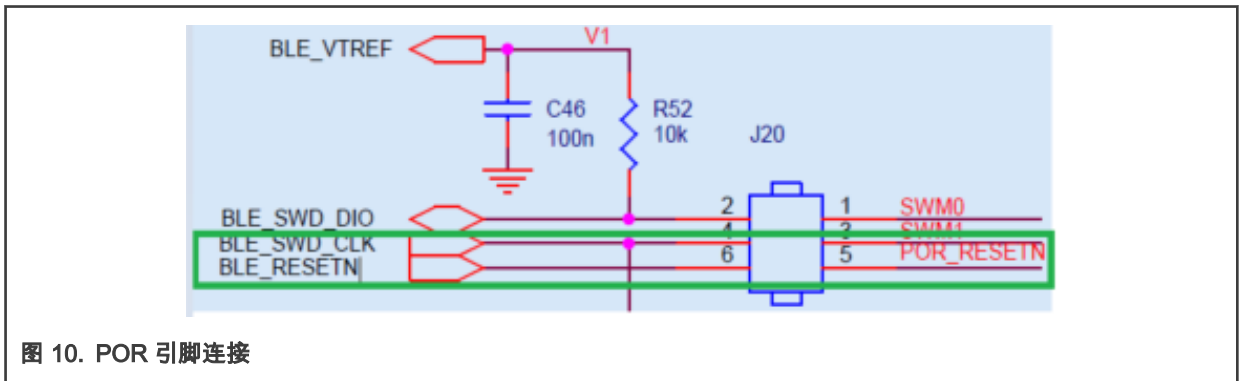 V1
BLE_VTREF
C46 R52
100n 10k J20
BLE_SWD_DIO 2 1 SWM0
BLE_SWD_CLK 4 3 SWM1
BLE_RESETN 6 5 POR_RESETN
图 10. POR 引脚连接